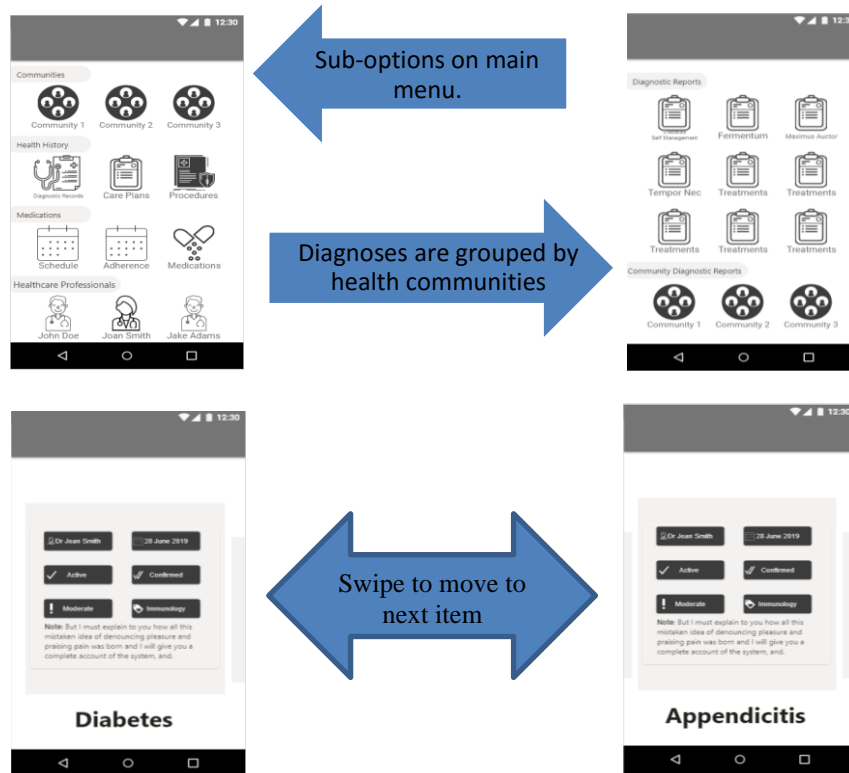 12:30
Communities
Community 1 Community 2 Community 3
Health History
Diagnostic Records Care Plans Procedures
Medications
Schedule Adherence Medications
Healthcare Professionals
John Doe Joan Smith Jake Adams
Sub-options on main
menu.
Diagnoses are grouped by
health communities
12:3
Diagnostic Reports
Self Management Fermentum Maximus Auctor
Tempor Nec Treatments Treatments
Treatments Treatments Treatments
Community Diagnostic Reports
Community 1 Community 2 Community 3
12:30
Dr Joan Smith 28 June 2019
Active Confirmed
Moderate Immunology
Note: But I must explain to you how all this
mistaken idea of denouncing pleasure and
praising pain was born and I will give you a
complete account of the system, and.
Diabetes
Swipe to move to
next item
12:30
Dr Joan Smith 28 June 2019
Active Confirmed
Moderate Immunology
Note: But I must explain to you how all this
mistaken idea of denouncing pleasure and
praising pain was born and I will give you a
complete account of the system, and.
Appendicitis